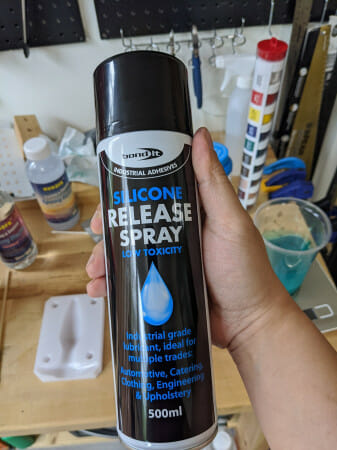 bond it
INDUSTRIAL ADHESIVES
SILICONE
RELEASE
SPRAY
LOW TOXICITY
Industrial grade
lubricant, ideal for
multiple trades:
Automotive, Catering,
Clothing, Engineering
& Upholstery
500ml